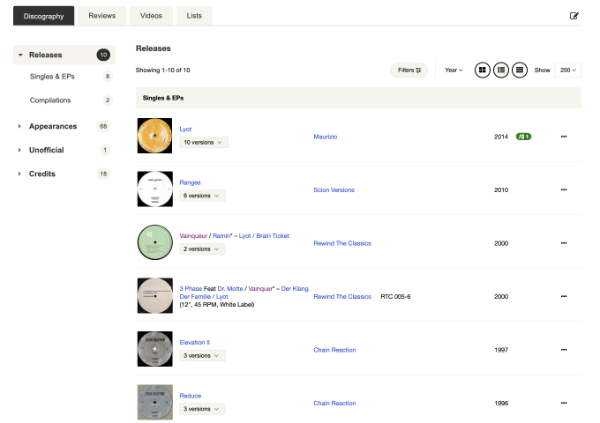 Discography
Reviews
Videos
Lists
Releases 10
Singles & EPs 8
Compilations 2
Appearances 68
Unofficial 1
Credits 18
Releases
Showing 1-10 of 10
Filters
Year
Show 250
Singles & EPs
Lyot
10 versions
Maurizio
2014
1
Ranges
6 versions
Scion Versions
2010
Vainqueur / Ramin* – Lyot / Brain Ticket
2 versions
Rewind The Classics
2000
3 Phase Feat Dr. Motte / Vainquer* – Der Klang
Der Familie / Lyot
(12", 45 RPM, White Label)
Rewind The Classics
RTC 005-6
2000
Elevation II
3 versions
Chain Reaction
1997
Reduce
3 versions
Chain Reaction
1996